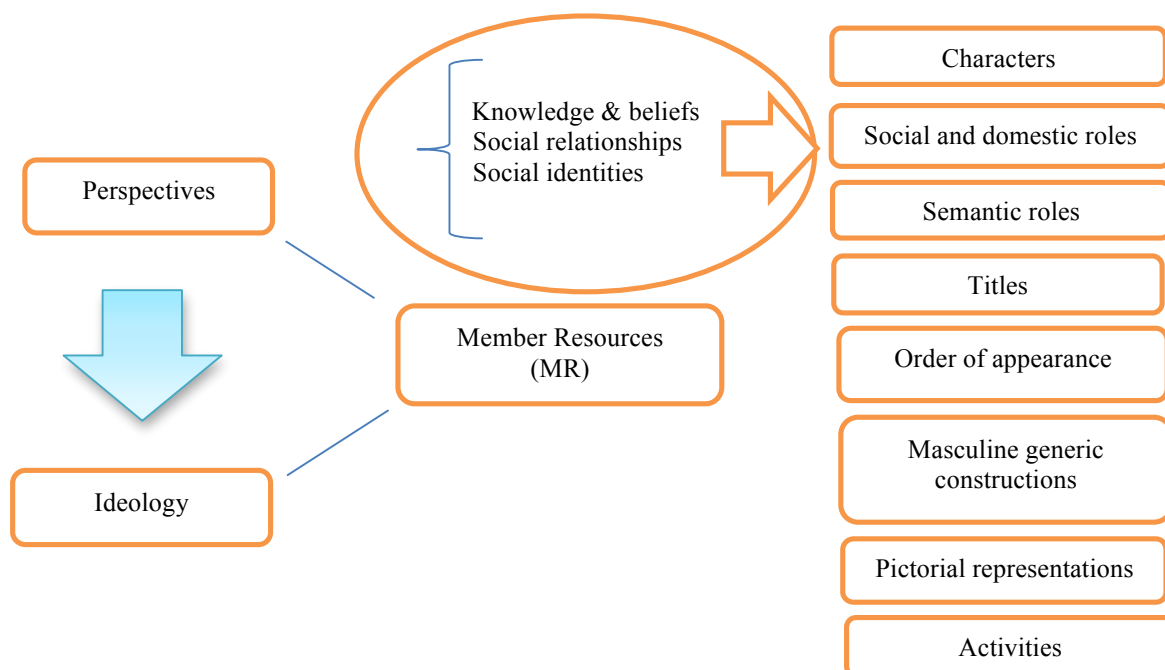 Perspectives
Ideology
Member Resources
(MR)
Knowledge & beliefs
Social relationships
Social identities
Characters
Social and domestic roles
Semantic roles
Titles
Order of appearance
Masculine generic
constructions
Pictorial representations
Activities